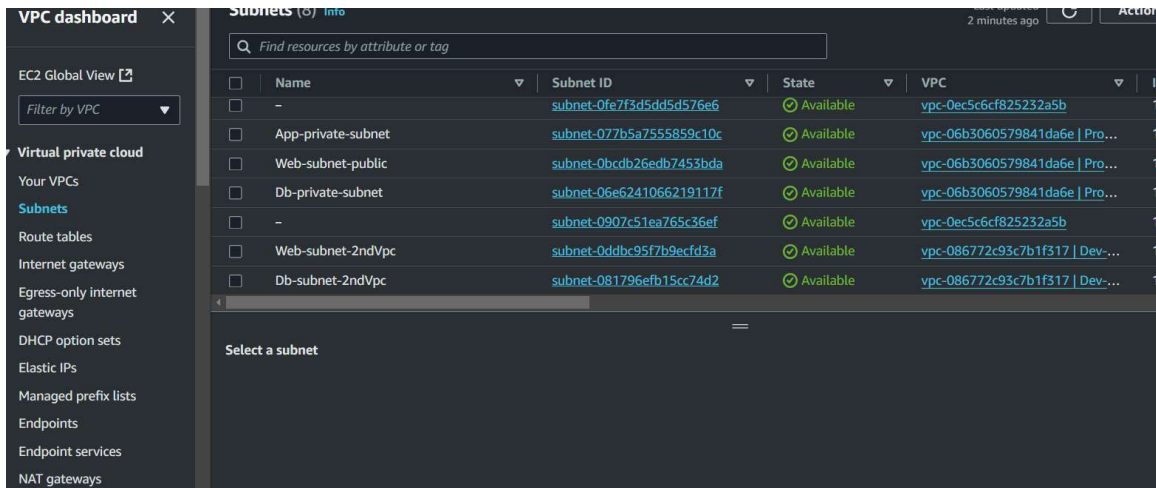 VPC dashboard
EC2 Global View
Filter by VPC
Virtual private cloud
Your VPCs
Subnets
Route tables
Internet gateways
Egress-only internet
gateways
DHCP option sets
Elastic IPs
Managed prefix lists
Endpoints
Endpoint services
NAT gateways
Subnets (8) Info
Last updated
2 minutes ago
Find resources by attribute or tag
Name Subnet ID State VPC
– subnet-0fe7f3d5dd5d576e6 Available vpc-0ec5c6cf825232a5b
App-private-subnet subnet-077b5a7555859c10c Available vpc-06b3060579841da6e | Pro...
Web-subnet-public subnet-0bcdb26edb7453bda Available vpc-06b3060579841da6e | Pro...
Db-private-subnet subnet-06e6241066219117f Available vpc-06b3060579841da6e | Pro...
– subnet-0907c51ea765c36ef Available vpc-0ec5c6cf825232a5b
Web-subnet-2ndVpc subnet-0ddbc95f7b9ecfd3a Available vpc-086772c93c7b1f317 | Dev-...
Db-subnet-2ndVpc subnet-081796efb15cc74d2 Available vpc-086772c93c7b1f317 | Dev-...
Select a subnet